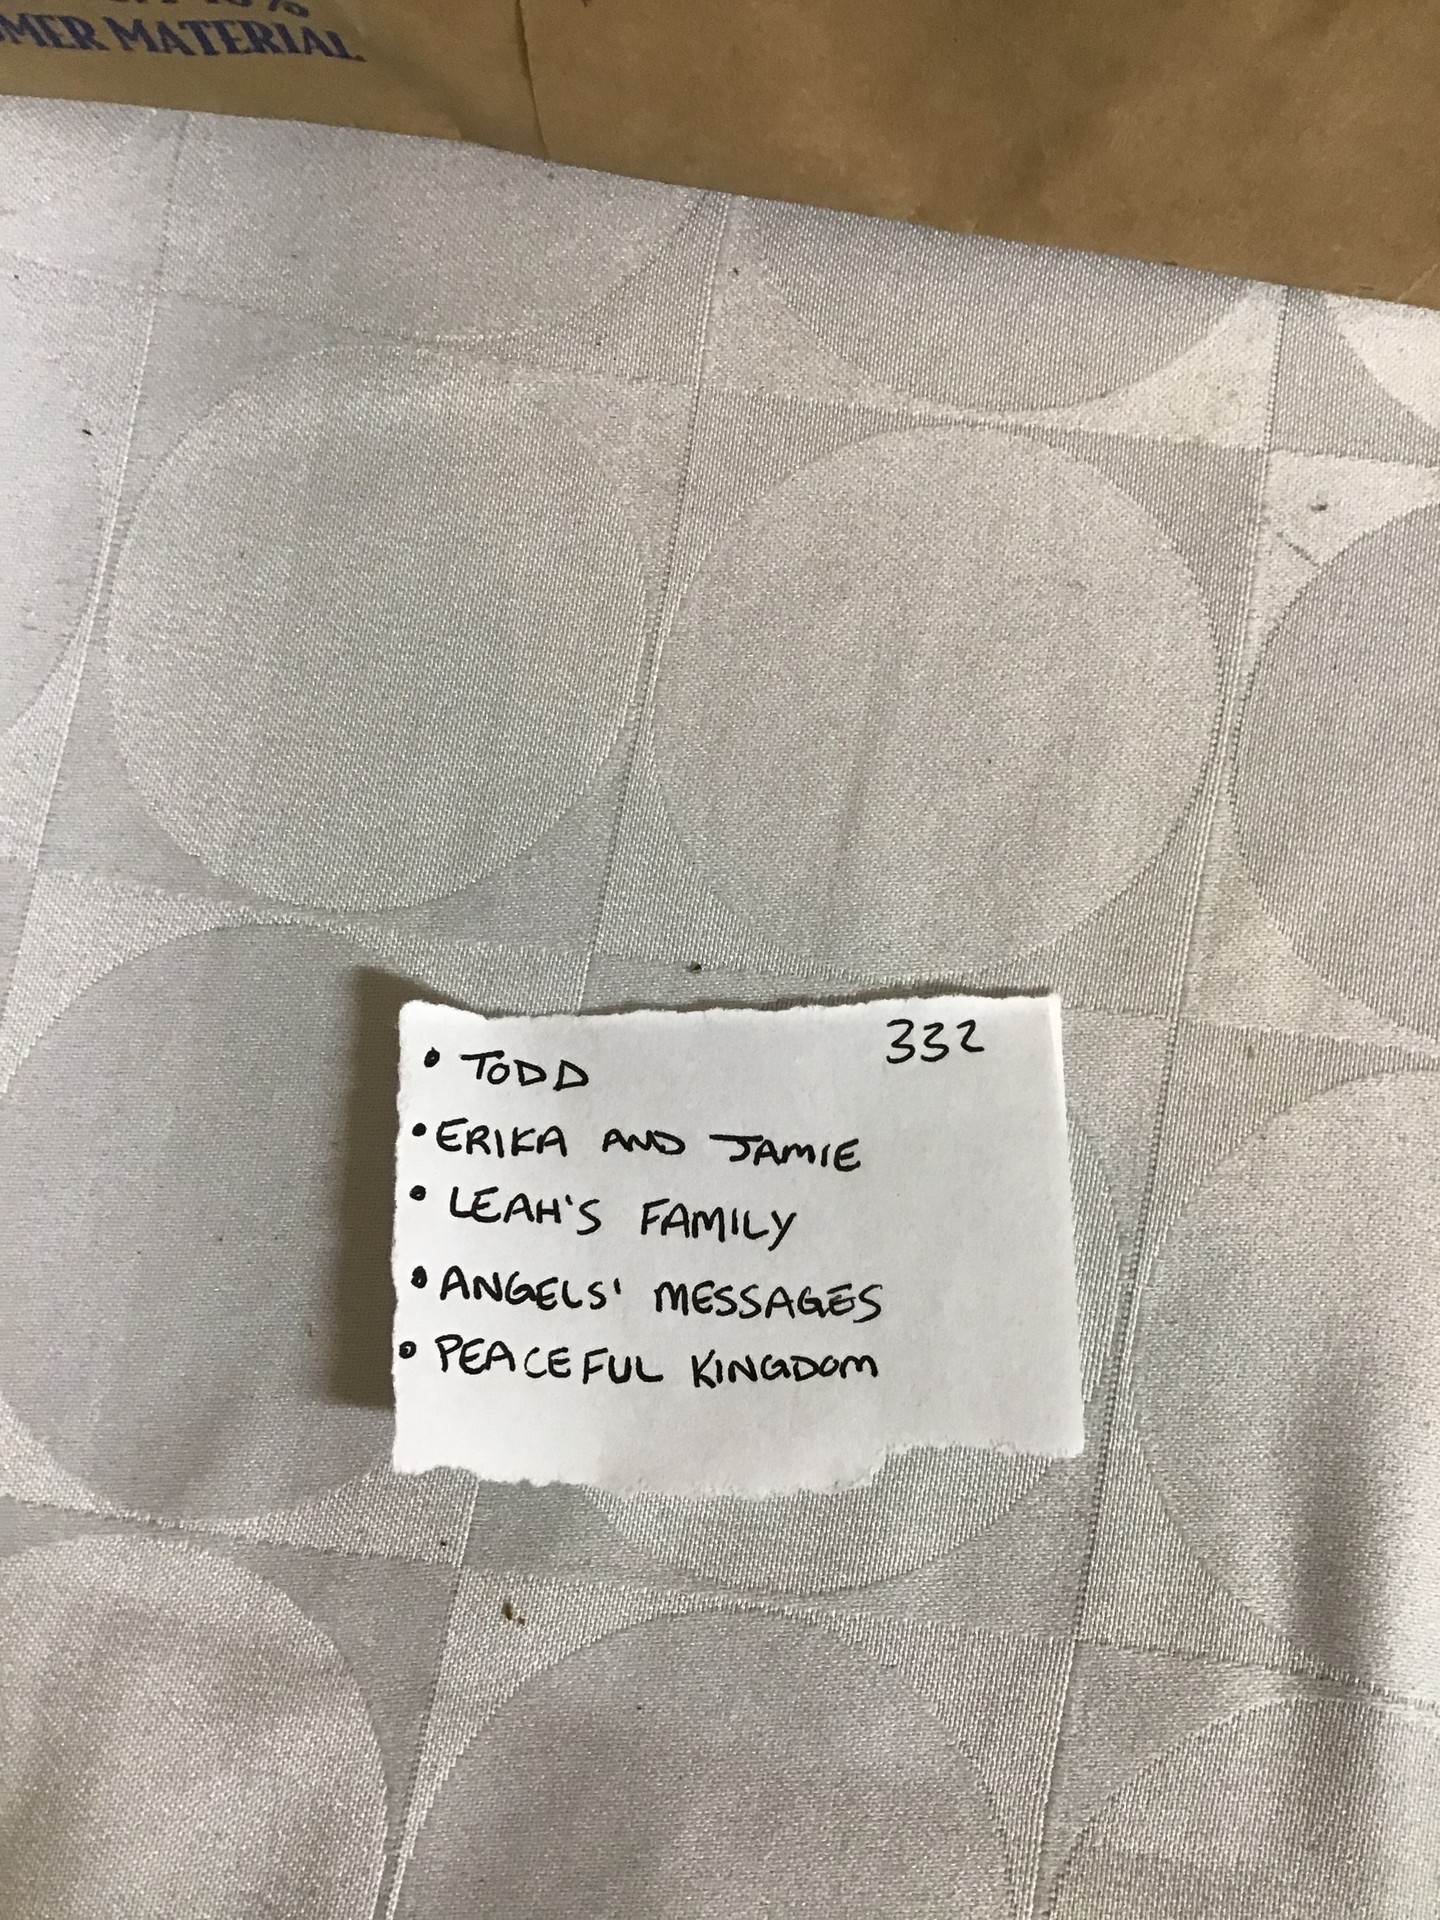 MER MATERIAL
332
• TODD
• ERIKA AND JAMIE
• LEAH'S FAMILY
• ANGELS' MESSAGES
• PEACEFUL KINGDOM